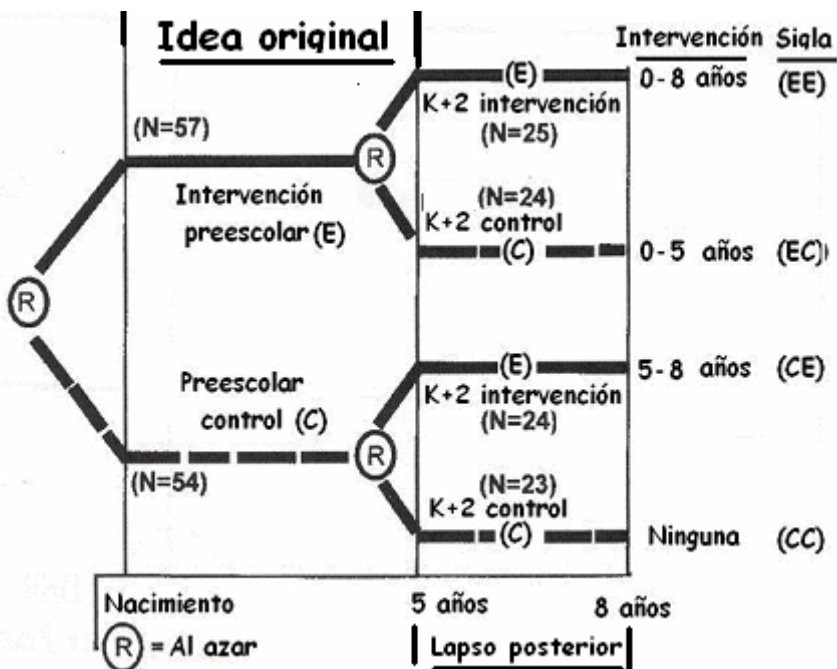 Idea original
Intervención Sigla
(E)
0-8 años (EE)
K+2 intervención
(N=25)
(N=57)
R
Intervención
preescolar (E)
(N=24)
K+2 control
(C)
0-5 años (EC)
R
Preescolar
control (C)
(E)
5-8 años (CE)
K+2 intervención
(N=24)
R
(N=54)
(N=23)
K+2 control
(C)
Ninguna (CC)
Nacimiento
5 años
8 años
R = Al azar
Lapso posterior